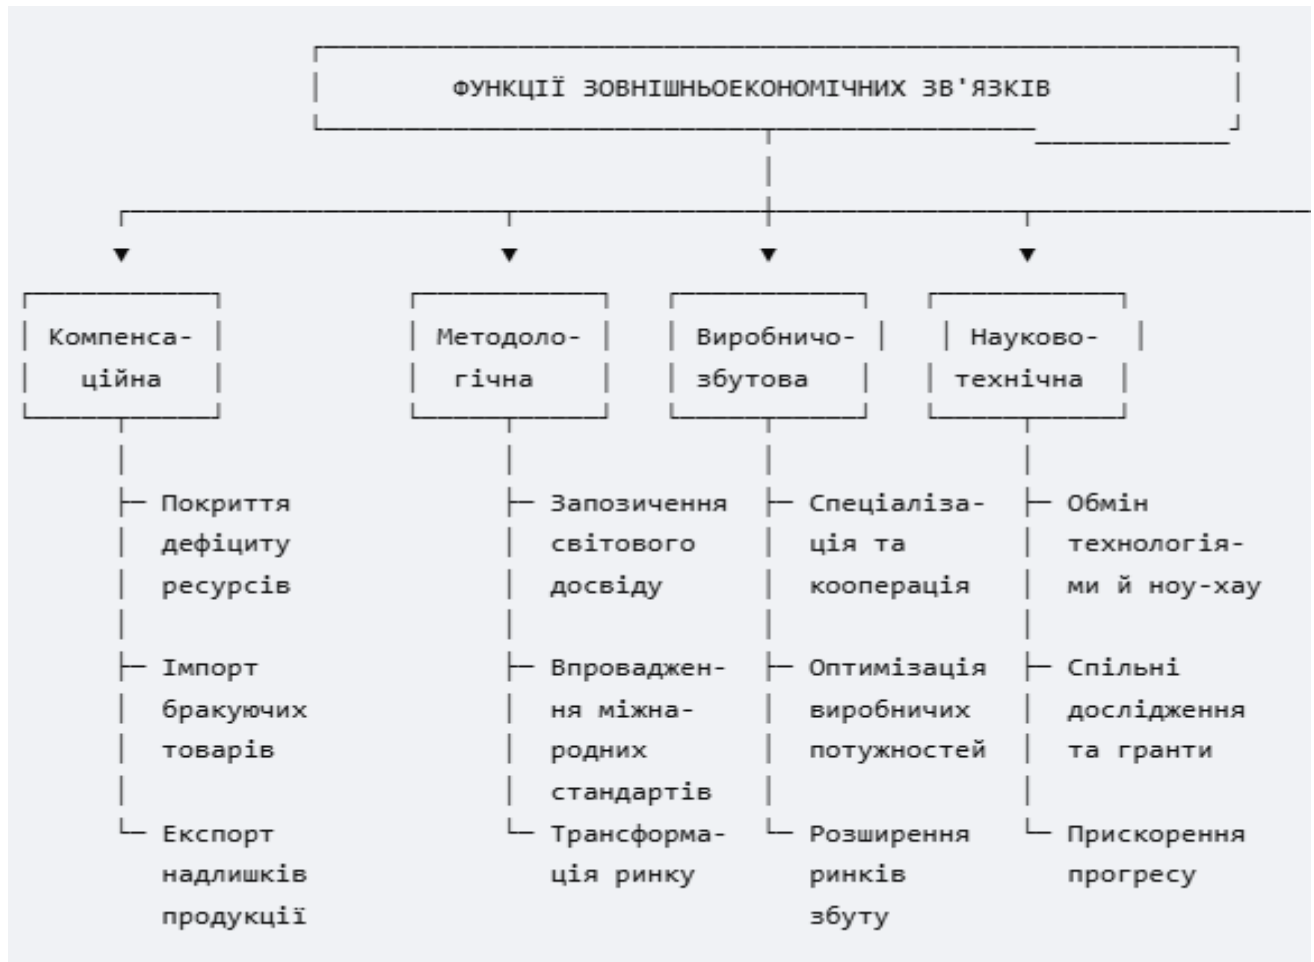 ФУНКЦІЇ ЗОВНІШНЬОЕКОНОМІЧНИХ ЗВ'ЯЗКІВ
Компенса-
ційна
Покриття
дефіциту
ресурсів
Імпорт
бракуючих
товарів
Експорт
надлишків
продукції
Методоло-
гічна
Запозичення
світового
досвіду
Впроваджен-
ня міжна-
родних
стандартів
Трансформа-
ція ринку
Виробничо-
збутова
Спеціаліза-
ція та
кооперація
Оптимізація
виробничих
потужностей
Розширення
ринків
збуту
Науково-
технічна
Обмін
технологія-
ми й ноу-хау
Спільні
дослідження
та гранти
Прискорення
прогресу